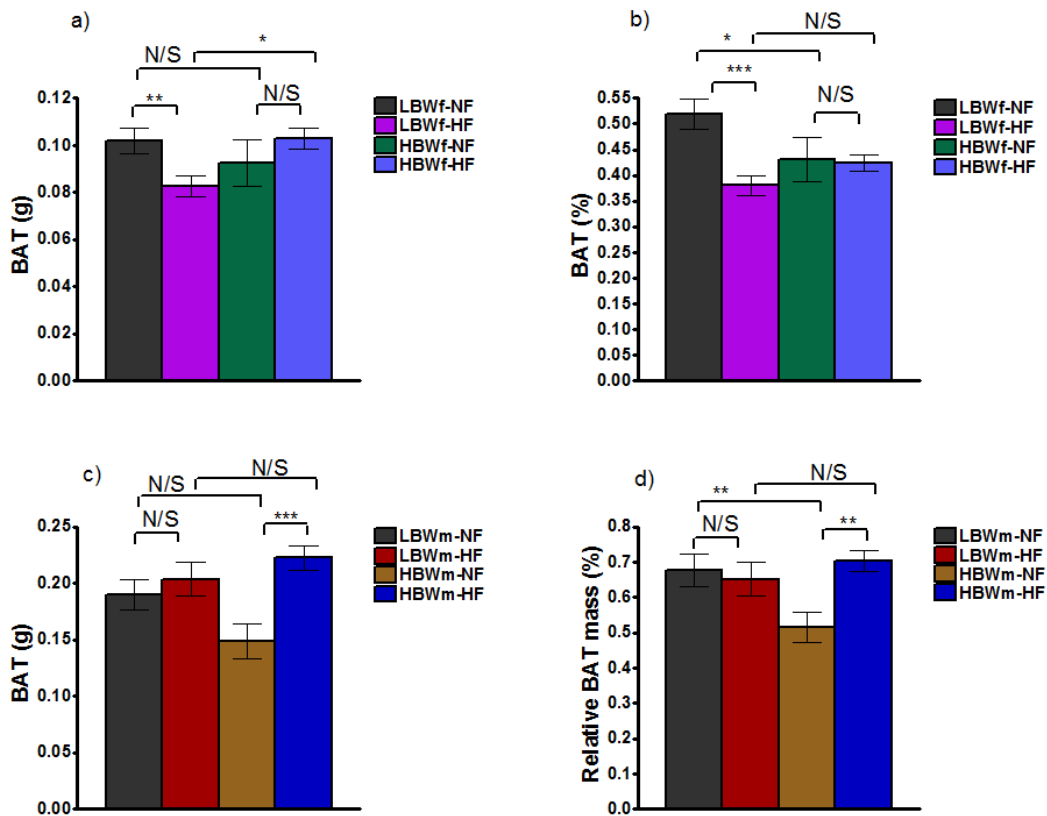 a)
*
N/S
**
N/S
BAT (g)
0.12
0.10
0.08
0.06
0.04
0.02
0.00
LBWf-NF
LBWf-HF
HBWf-NF
HBWf-HF
b)
N/S
*
***
N/S
BAT (%)
0.55
0.50
0.45
0.40
0.35
0.30
0.25
0.20
0.15
0.10
0.05
0.00
LBWf-NF
LBWf-HF
HBWf-NF
HBWf-HF
c)
N/S
N/S
N/S
***
BAT (g)
0.25
0.20
0.15
0.10
0.05
0.00
LBWm-NF
LBWm-HF
HBWm-NF
HBWm-HF
d)
N/S
**
N/S
**
Relative BAT mass (%)
0.8
0.7
0.6
0.5
0.4
0.3
0.2
0.1
0.0
LBWm-NF
LBWm-HF
HBWm-NF
HBWm-HF